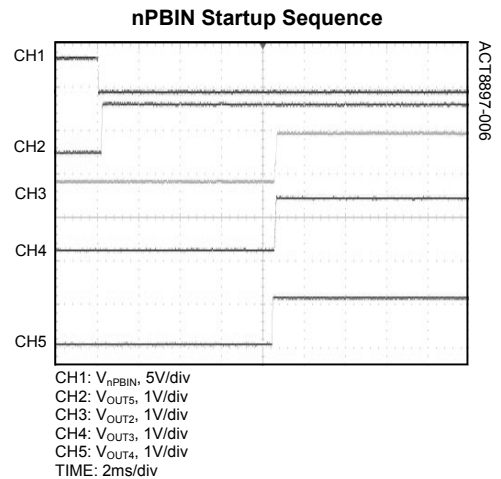 nPBIN Startup Sequence
CH1
CH2
CH3
CH4
CH5
ACT8897-006
CH1: VnPBIN, 5V/div
CH2: VOUT5, 1V/div
CH3: VOUT2, 1V/div
CH4: VOUT3, 1V/div
CH5: VOUT4, 1V/div
TIME: 2ms/div